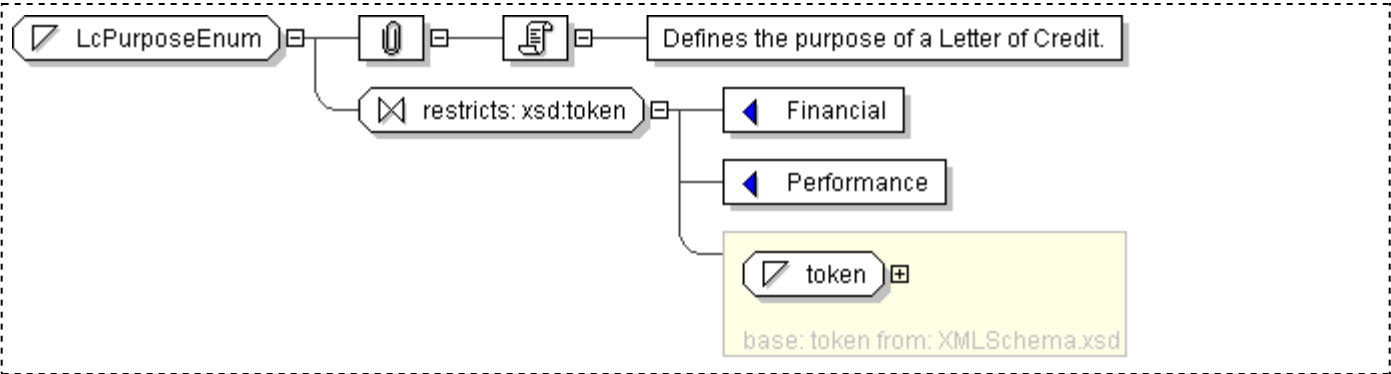 LcPurposeEnum
Defines the purpose of a Letter of Credit.
restricts: xsd:token
Financial
Performance
token
base: token from: XMLSchema.xsd